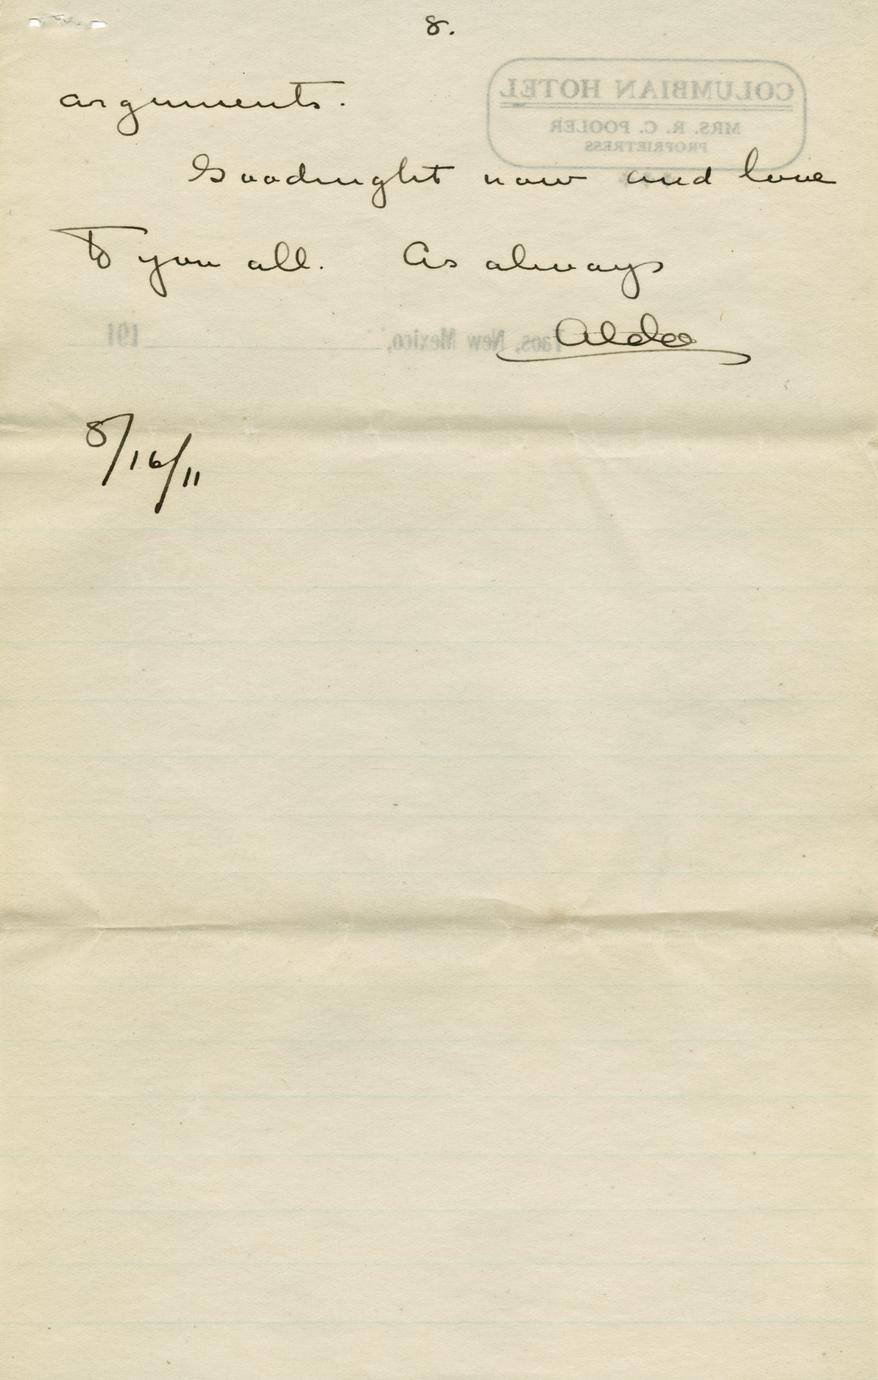 8.
COLUMBIAN HOTEL
MRS. R. C. POOLER
PROPRIETRESS
arguments.
Goodnight now and love
to you all. As always
Aldo
Taos, New Mexico, 191
8/16/11